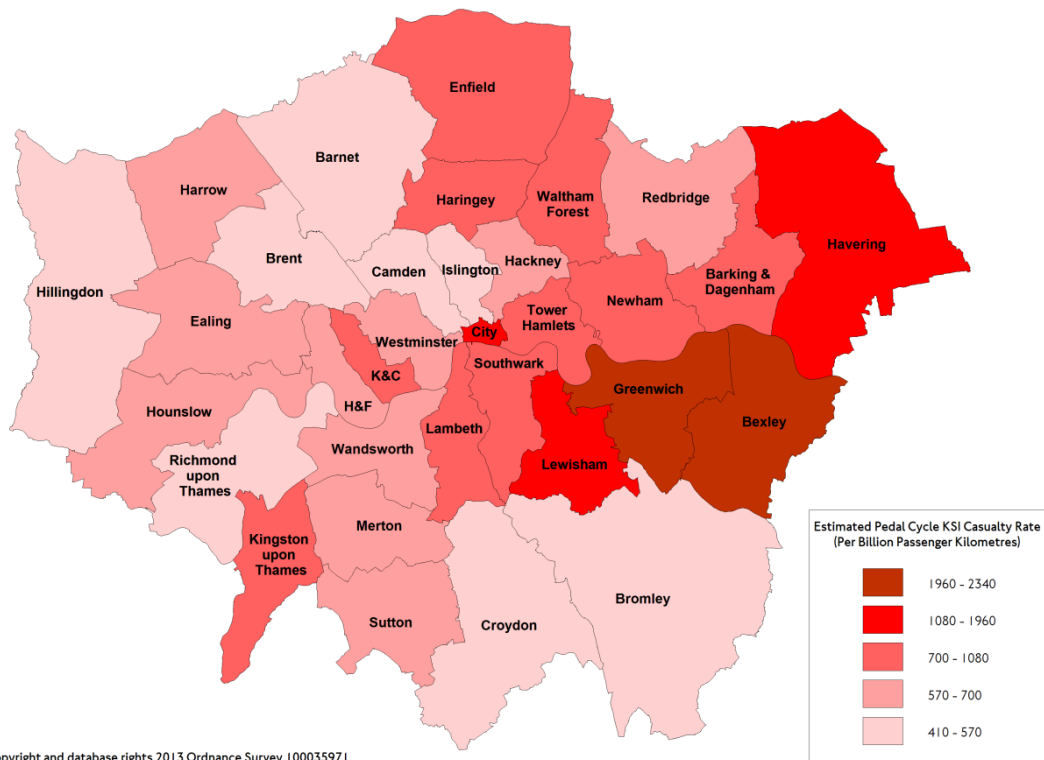 Enfield
Barnet
Harrow
Haringey
Waltham
Forest
Redbridge
Havering
Brent
Camden
Islington
Hackney
Barking &
Dagenham
Hillingdon
Ealing
Newham
Tower
Hamlets
Westminster
City
Southwark
K&C
Greenwich
Hounslow
H&F
Bexley
Lambeth
Wandsworth
Richmond
upon
Thames
Lewisham
Merton
Kingston
upon
Thames
Estimated Pedal Cycle KSI Casualty Rate
(Per Billion Passenger Kilometres)
1960 - 2340
1080 - 1960
700 - 1080
570 - 700
410 - 570
Bromley
Sutton
Croydon
opyright and database rights 2013 Ordnance Survey 100035971